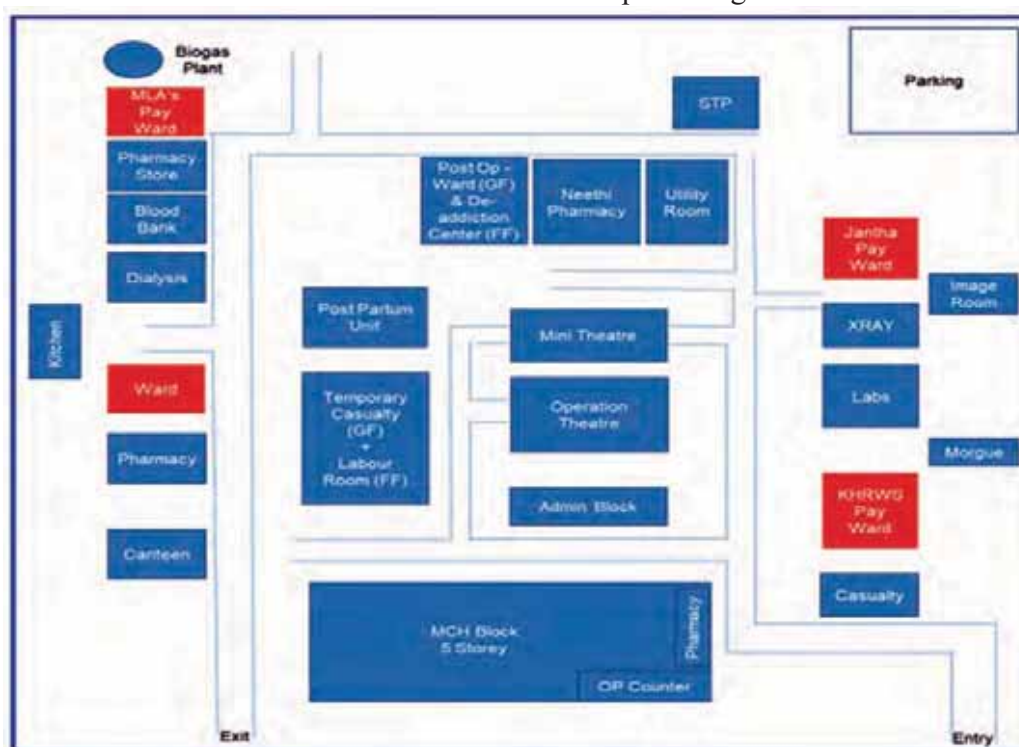 Biogas
Plant
MLA's
Pay
Ward
STP
Parking
Pharmacy
Store
Post Op -
Ward (GF)
& De-
addiction
Center (FF)
Neethi
Pharmacy
Utility
Room
Blood
Bank
Jantha
Pay
Ward
Dialysis
Image
Room
Post Partum
Unit
Mini Theatre
XRAY
Kitchen
Ward
Temporary
Casualty
(GF)
+
Labour
Room (FF)
Operation
Theatre
Labs
Pharmacy
Morgue
Admin Block
KHRWS
Pay
Ward
Canteen
Casualty
MCH Block
5 Storey
Pharmacy
OP Counter
Exit
Entry